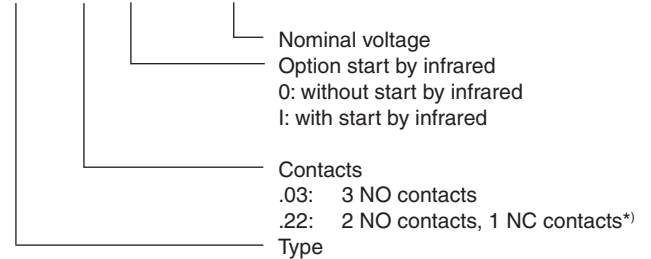 Nominal voltage
Option start by infrared
0: without start by infrared
I: with start by infrared
Contacts
.03: 3 NO contacts
.22: 2 NO contacts, 1 NC contacts*)
Type